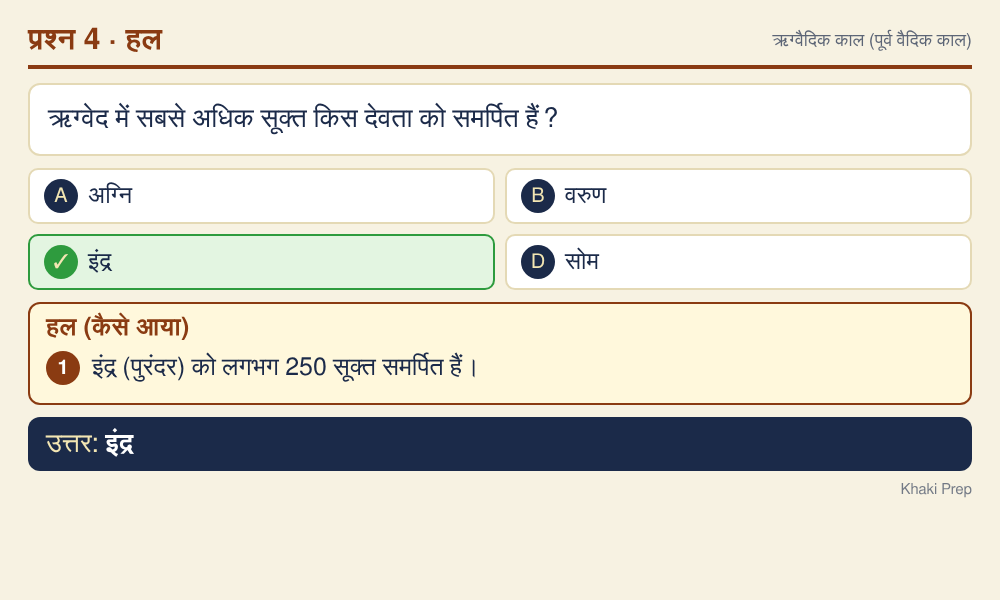 प्रश्न 4 · हल
ऋग्वैदिक काल (पूर्व वैदिक काल)
ऋग्वेद में सबसे अधिक सूक्त किस देवता को समर्पित हैं ?
A अग्नि
B वरुण
✓ इंद्र
D सोम
हल (कैसे आया)
1 इंद्र (पुरंदर) को लगभग 250 सूक्त समर्पित हैं।
उत्तर: इंद्र
Khaki Prep